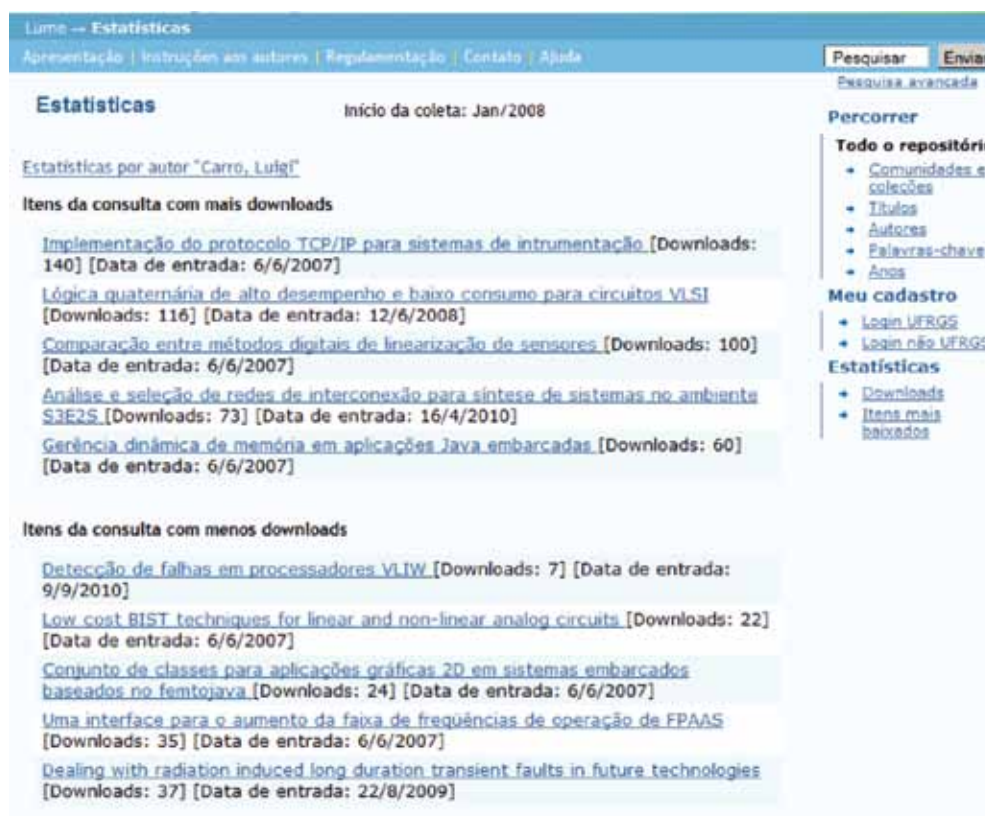 Lume → Estatísticas
Apresentação | Instruções aos autores | Regulamentação | Contato | Ajuda
Estatísticas
Início da coleta: Jan/2008
Estatísticas por autor "Carro, Luigi"
Itens da consulta com mais downloads
Implementação do protocolo TCP/IP para sistemas de intrumentação [Downloads:
140] [Data de entrada: 6/6/2007]
Lógica quaternária de alto desempenho e baixo consumo para circuitos VLSI
[Downloads: 116] [Data de entrada: 12/6/2008]
Comparação entre métodos digitais de linearização de sensores [Downloads: 100]
[Data de entrada: 6/6/2007]
Análise e seleção de redes de interconexão para síntese de sistemas no ambiente
S3E2S [Downloads: 73] [Data de entrada: 16/4/2010]
Gerência dinâmica de memória em aplicações Java embarcadas [Downloads: 60]
[Data de entrada: 6/6/2007]
Itens da consulta com menos downloads
Detecção de falhas em processadores VLIW [Downloads: 7] [Data de entrada:
9/9/2010]
Low cost BIST techniques for linear and non-linear analog circuits [Downloads: 22]
[Data de entrada: 6/6/2007]
Conjunto de classes para aplicações gráficas 2D em sistemas embarcados
baseados no femtojava [Downloads: 24] [Data de entrada: 6/6/2007]
Uma interface para o aumento da faixa de freqüências de operação de FPAAS
[Downloads: 35] [Data de entrada: 6/6/2007]
Dealing with radiation induced long duration transient faults in future technologies
[Downloads: 37] [Data de entrada: 22/8/2009]
Pesquisar Enviar
Pesquisa avançada
Percorrer
Todo o repositóri
Comunidades e
coleções
Títulos
Autores
Palavras-chave
Anos
Meu cadastro
Login UFRGS
Login não UFRGS
Estatísticas
Downloads
Itens mais
baixados